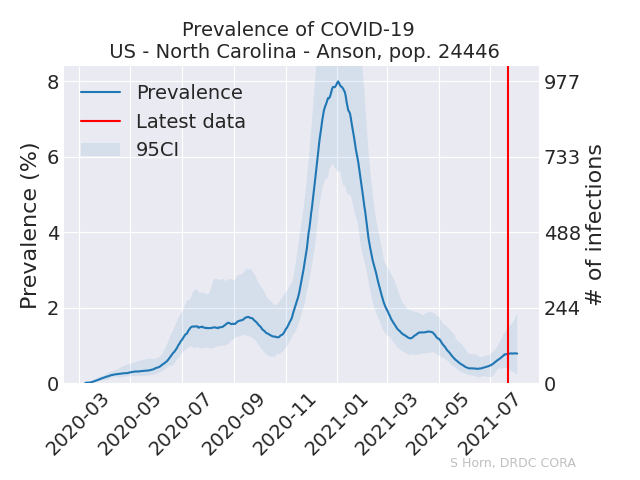 Prevalence of COVID-19
US - North Carolina - Anson, pop. 24446
Prevalence
Latest data
95CI
Prevalence (%)
8
6
4
2
0
# of infections
977
733
488
244
0
2020-03
2020-05
2020-07
2020-09
2020-11
2021-01
2021-03
2021-05
2021-07
S Horn, DRDC CORA